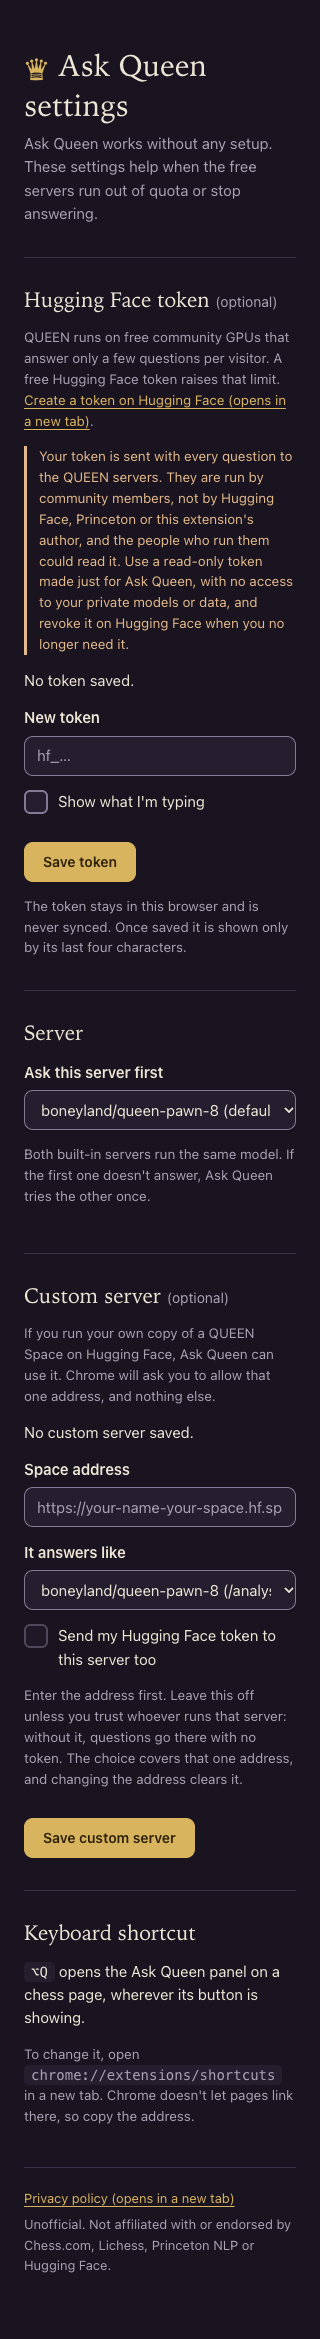 Ask Queen
settings
Ask Queen works without any setup.
These settings help when the free
servers run out of quota or stop
answering.
Hugging Face token (optional)
QUEEN runs on free community GPUs that
answer only a few questions per visitor. A
free Hugging Face token raises that limit.
Create a token on Hugging Face (opens in
a new tab).
Your token is sent with every question to
the QUEEN servers. They are run by
community members, not by Hugging
Face, Princeton or this extension's
author, and the people who run them
could read it. Use a read-only token
made just for Ask Queen, with no access
to your private models or data, and
revoke it on Hugging Face when you no
longer need it.
No token saved.
New token
hf_...
Show what I'm typing
Save token
The token stays in this browser and is
never synced. Once saved it is shown only
by its last four characters.
Server
Ask this server first
boneyland/queen-pawn-8 (defaul
Both built-in servers run the same model. If
the first one doesn't answer, Ask Queen
tries the other once.
Custom server (optional)
If you run your own copy of a QUEEN
Space on Hugging Face, Ask Queen can
use it. Chrome will ask you to allow that
one address, and nothing else.
No custom server saved.
Space address
https://your-name-your-space.hf.sp
It answers like
boneyland/queen-pawn-8 (/analys
Send my Hugging Face token to
this server too
Enter the address first. Leave this off
unless you trust whoever runs that server:
without it, questions go there with no
token. The choice covers that one address,
and changing the address clears it.
Save custom server
Keyboard shortcut
⌥Q opens the Ask Queen panel on a
chess page, wherever its button is
showing.
To change it, open
chrome://extensions/shortcuts
in a new tab. Chrome doesn't let pages link
there, so copy the address.
Privacy policy (opens in a new tab)
Unofficial. Not affiliated with or endorsed by
Chess.com, Lichess, Princeton NLP or
Hugging Face.